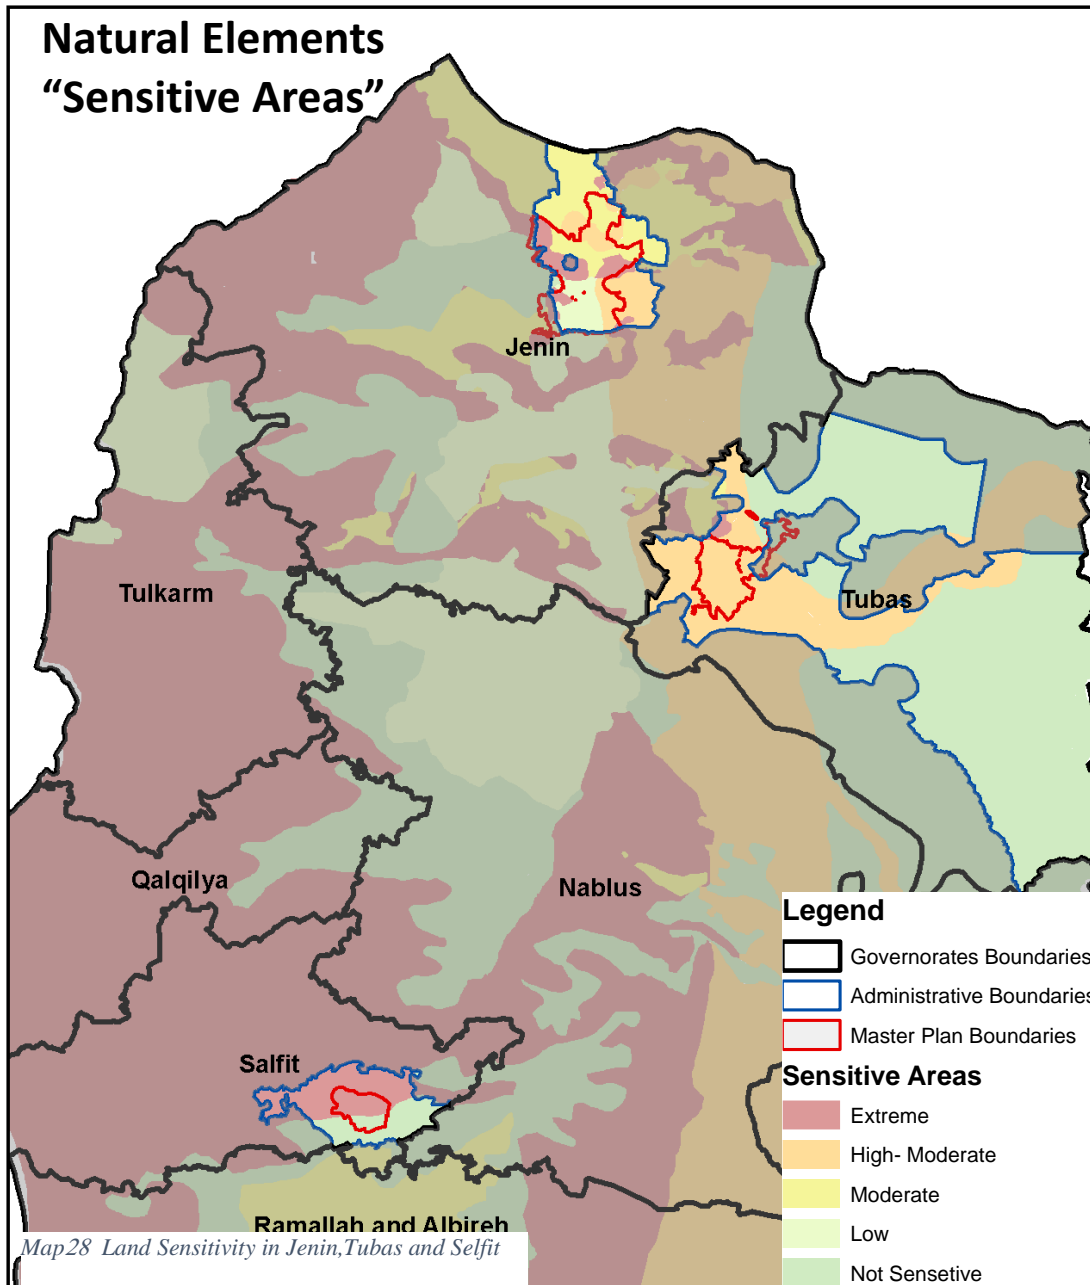 Natural Elements
“Sensitive Areas”
Jenin
Tulkarm
Tubas
Qalqilya
Nablus
Salfit
Ramallah and Albireh
Legend
Governorates Boundaries
Administrative Boundaries
Master Plan Boundaries
Sensitive Areas
Extreme
High- Moderate
Moderate
Low
Not Sensetive
Map28 Land Sensitivity in Jenin,Tubas and Selfit